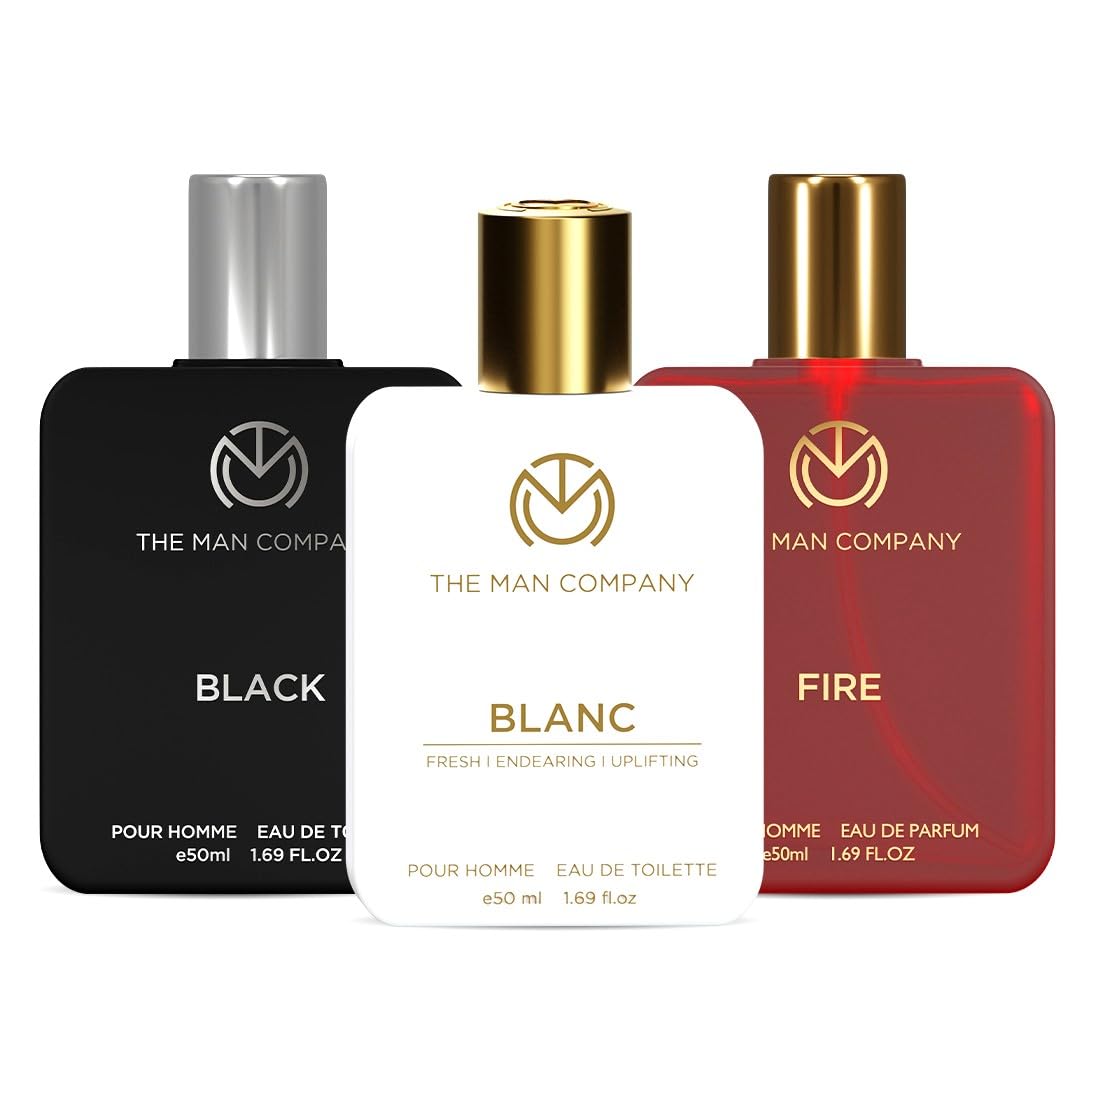 THE MAN COMPA
BLACK
POUR HOMME EAU DE TO
e50ml 1.69 FL.OZ
THE MAN COMPANY
BLANC
FRESH | ENDEARING | UPLIFTING
POUR HOMME EAU DE TOILETTE
e50 ml 1.69 fl.oz
MAN COMPANY
FIRE
OMME EAU DE PARFUM
e50ml 1.69 FL.OZ